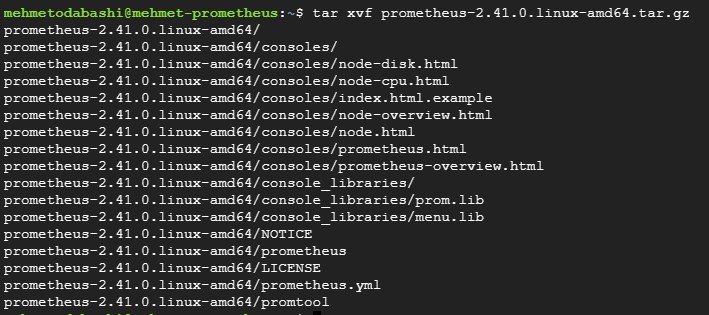 mehmetodabashi@mehmet-prometheus:~$ tar xvf prometheus-2.41.0.linux-amd64.tar.gz
prometheus-2.41.0.linux-amd64/
prometheus-2.41.0.linux-amd64/consoles/
prometheus-2.41.0.linux-amd64/consoles/node-disk.html
prometheus-2.41.0.linux-amd64/consoles/node-cpu.html
prometheus-2.41.0.linux-amd64/consoles/index.html.example
prometheus-2.41.0.linux-amd64/consoles/node-overview.html
prometheus-2.41.0.linux-amd64/consoles/node.html
prometheus-2.41.0.linux-amd64/consoles/prometheus.html
prometheus-2.41.0.linux-amd64/consoles/prometheus-overview.html
prometheus-2.41.0.linux-amd64/console_libraries/
prometheus-2.41.0.linux-amd64/console_libraries/prom.lib
prometheus-2.41.0.linux-amd64/console_libraries/menu.lib
prometheus-2.41.0.linux-amd64/NOTICE
prometheus-2.41.0.linux-amd64/prometheus
prometheus-2.41.0.linux-amd64/LICENSE
prometheus-2.41.0.linux-amd64/prometheus.yml
prometheus-2.41.0.linux-amd64/promtool